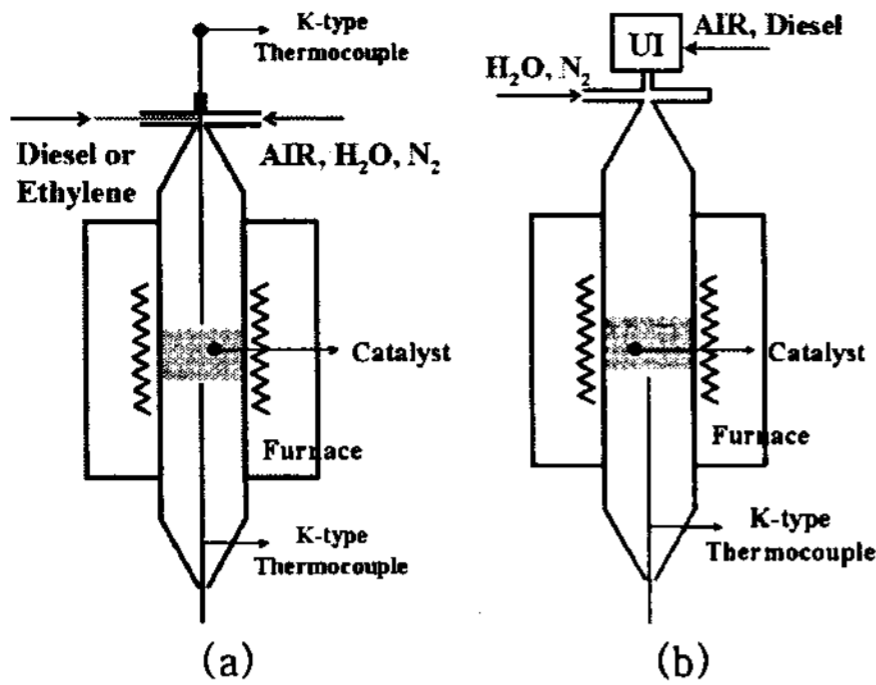 K-type
Thermocouple
Diesel or
Ethylene
AIR, H₂O, N₂
Catalyst
Furnace
K-type
Thermocouple
(a)
UI
AIR, Diesel
H₂O, N₂
Catalyst
Furnace
K-type
Thermocouple
(b)